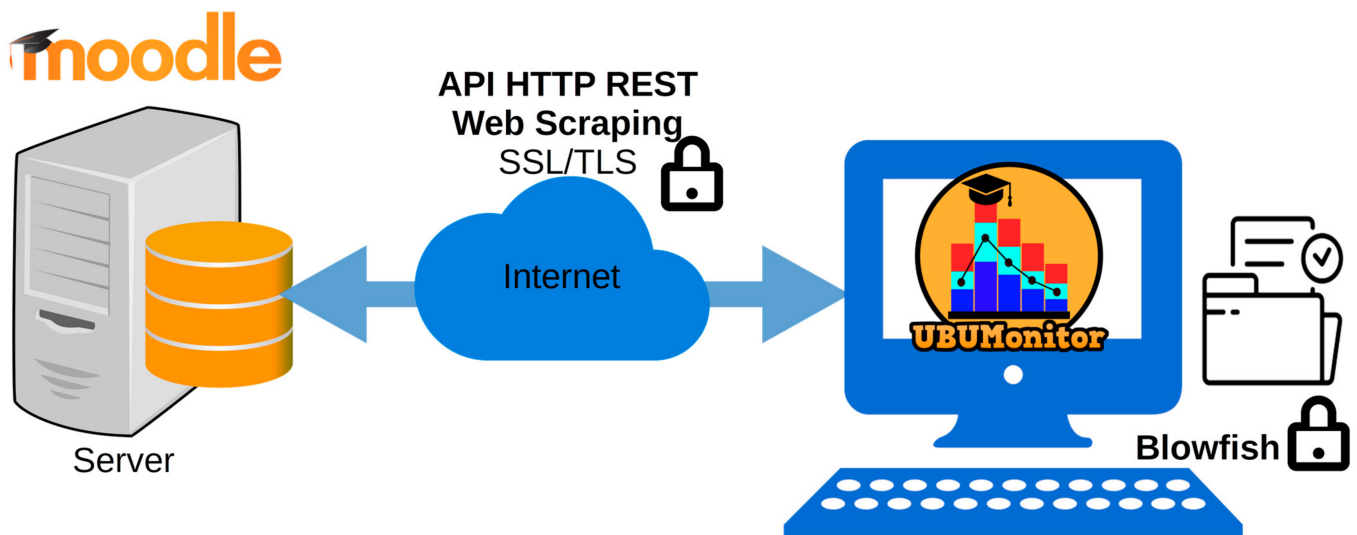 moodle
API HTTP REST
Web Scraping
SSL/TLS
Internet
UBUMonitor
Server
Blowfish